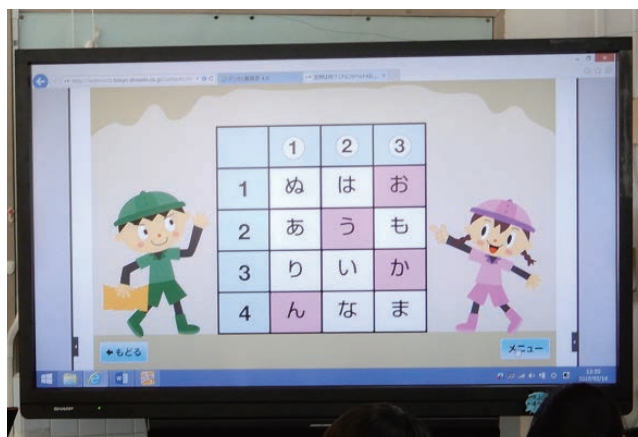 ① ② ③
1 ぬ は お
2 あ う も
3 り い か
4 ん な ま
もどる
メニュー
SHARP